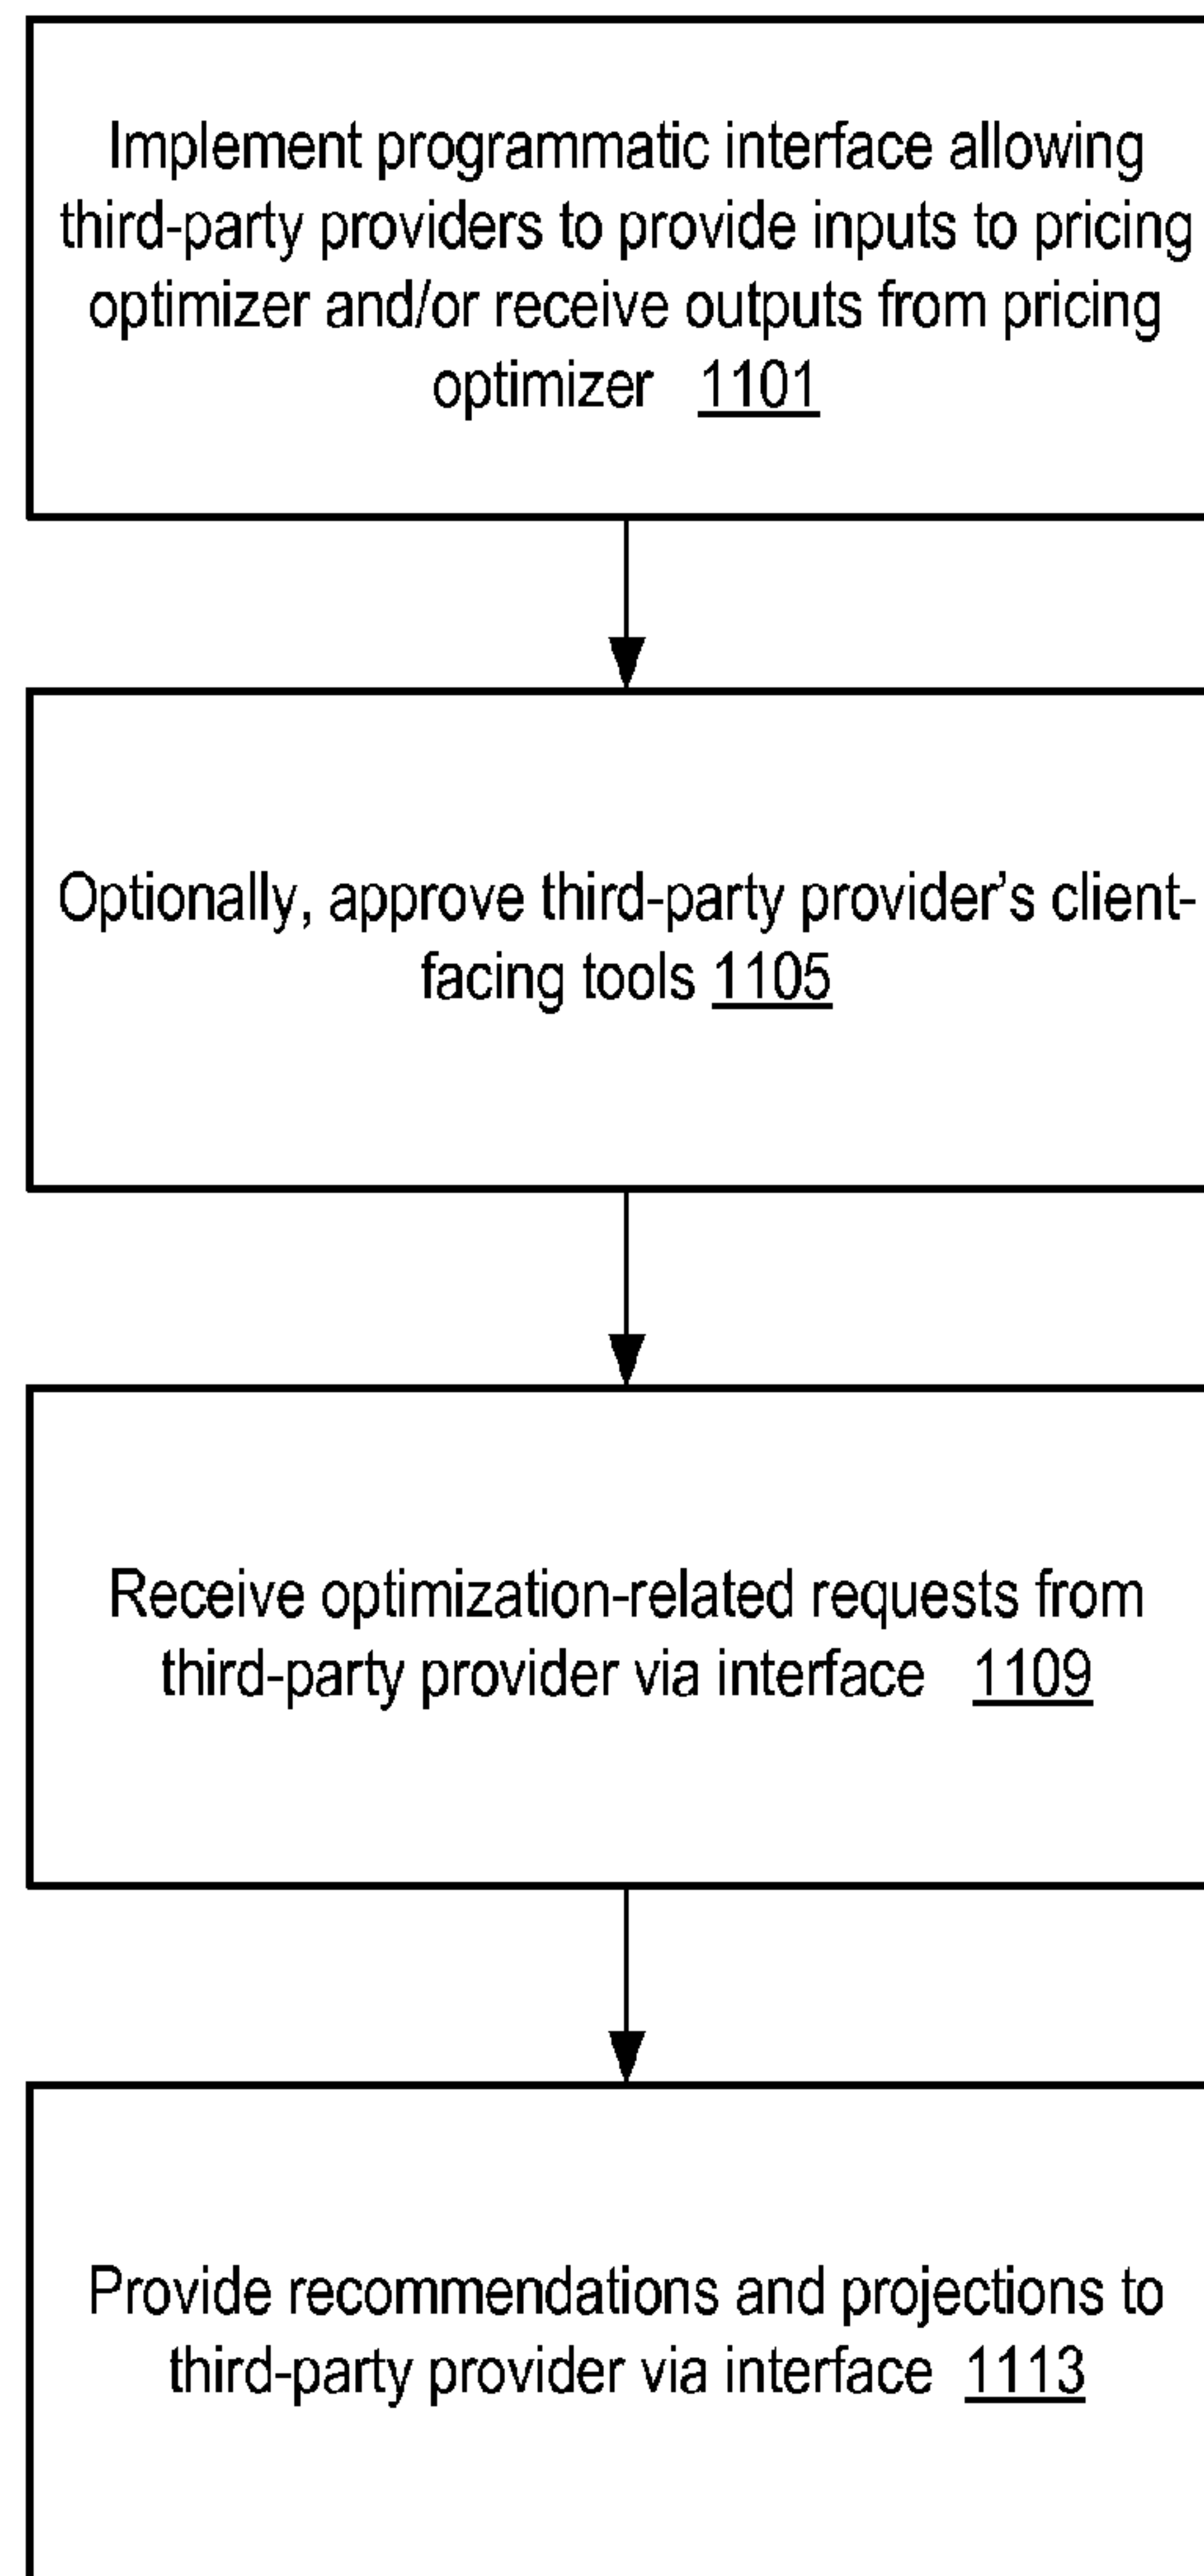 Implement programmatic interface allowing
third-party providers to provide inputs to pricing
optimizer and/or receive outputs from pricing
optimizer 1101
Optionally, approve third-party provider’s client-
facing tools 1105
Receive optimization-related requests from
third-party provider via interface 1109
Provide recommendations and projections to
third-party provider via interface 1113